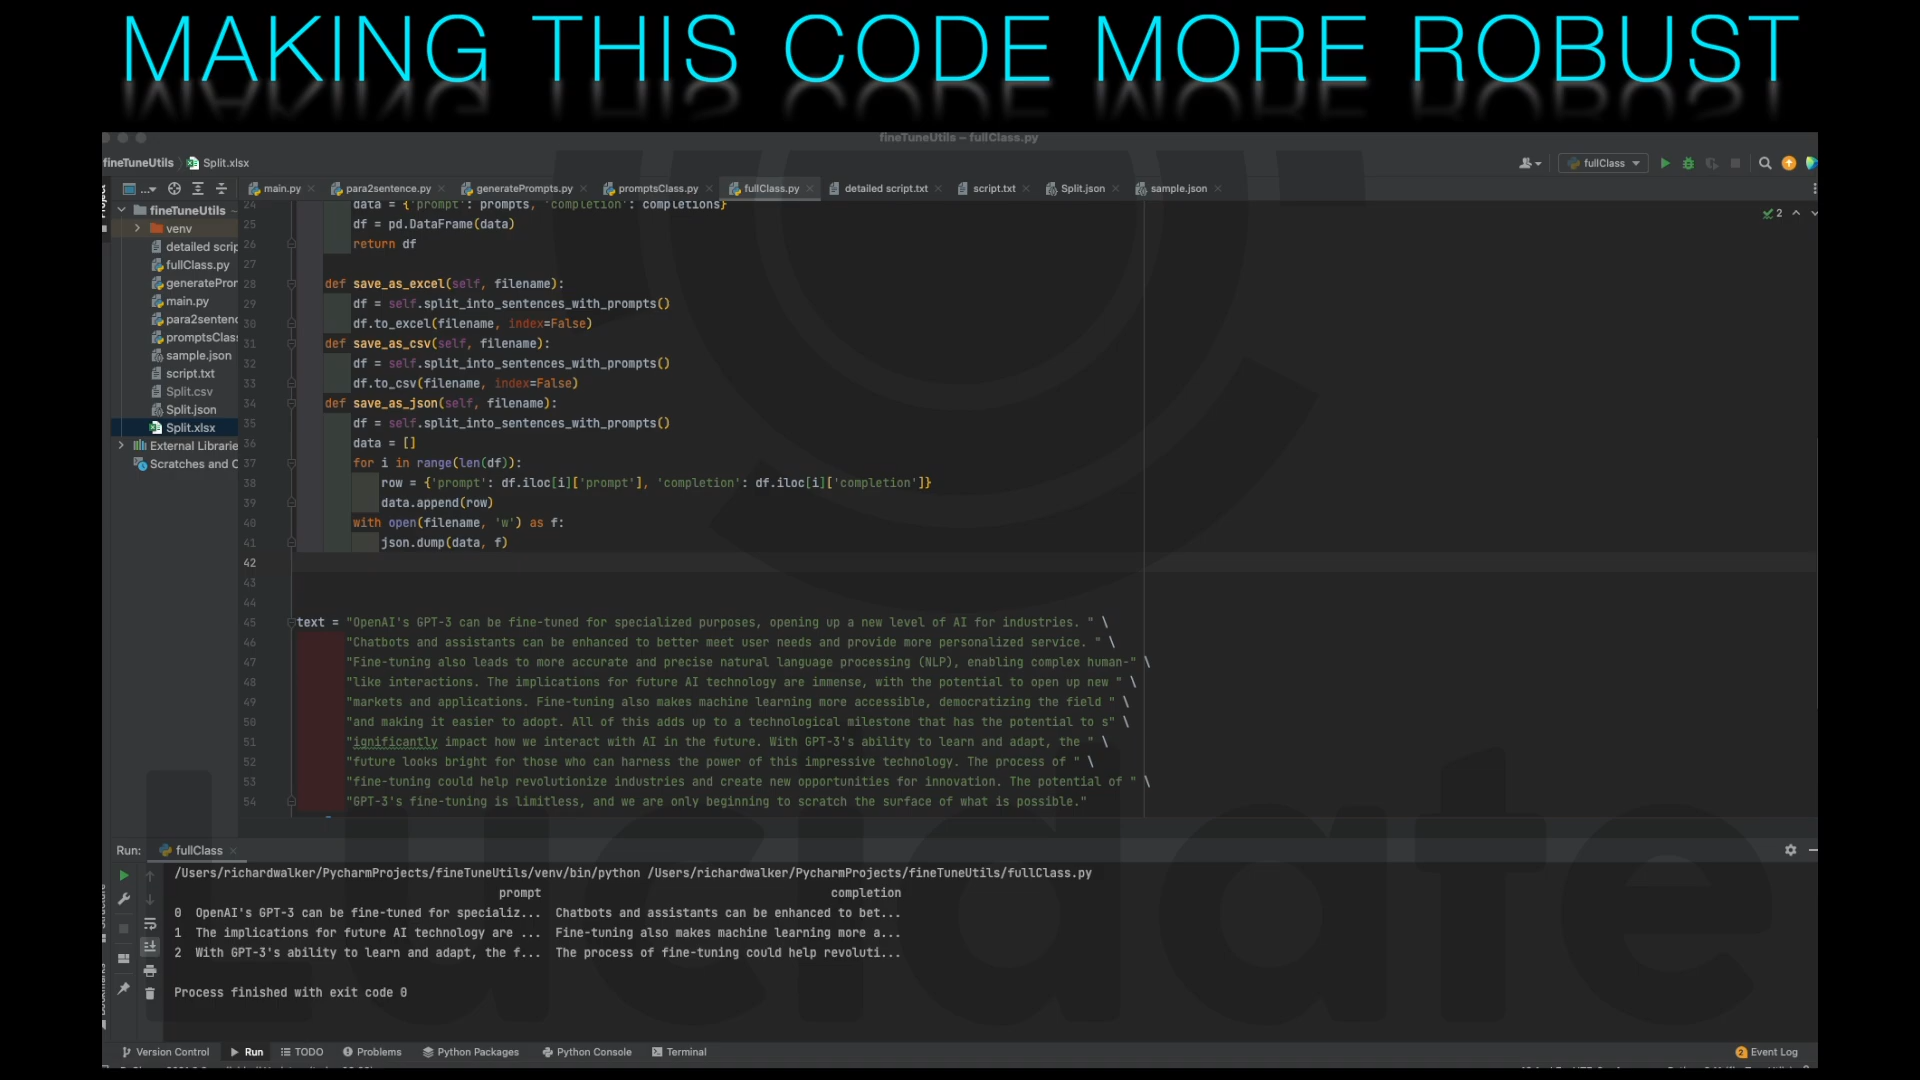 MAKING THIS CODE MORE ROBUST
fineTuneUtils – fullClass.py
fineTuneUtils Split.xlsx
fullClass
... main.py para2sentence.py generatePrompts.py promptsClass.py fullClass.py detailed script.txt script.txt Split.json sample.json
fineTuneUtils
venv
detailed scrip
fullClass.py
generatePror
main.py
para2sentenc
promptsClass
sample.json
script.txt
Split.csv
Split.json
Split.xlsx
External Librarie
Scratches and C
2
24 data = {'prompt': prompts, 'completion': completions}
25 df = pd.DataFrame(data)
26 return df
27
28 def save_as_excel(self, filename):
29 df = self.split_into_sentences_with_prompts()
30 df.to_excel(filename, index=False)
31 def save_as_csv(self, filename):
32 df = self.split_into_sentences_with_prompts()
33 df.to_csv(filename, index=False)
34 def save_as_json(self, filename):
35 df = self.split_into_sentences_with_prompts()
36 data = []
37 for i in range(len(df)):
38 row = {'prompt': df.iloc[i]['prompt'], 'completion': df.iloc[i]['completion']}
39 data.append(row)
40 with open(filename, 'w') as f:
41 json.dump(data, f)
42
43
44
45 text = "OpenAI's GPT-3 can be fine-tuned for specialized purposes, opening up a new level of AI for industries. " \
46 "Chatbots and assistants can be enhanced to better meet user needs and provide more personalized service. " \
47 "Fine-tuning also leads to more accurate and precise natural language processing (NLP), enabling complex human-" \
48 "like interactions. The implications for future AI technology are immense, with the potential to open up new " \
49 "markets and applications. Fine-tuning also makes machine learning more accessible, democratizing the field " \
50 "and making it easier to adopt. All of this adds up to a technological milestone that has the potential to s" \
51 "ignificantly impact how we interact with AI in the future. With GPT-3's ability to learn and adapt, the " \
52 "future looks bright for those who can harness the power of this impressive technology. The process of " \
53 "fine-tuning could help revolutionize industries and create new opportunities for innovation. The potential of " \
54 "GPT-3's fine-tuning is limitless, and we are only beginning to scratch the surface of what is possible."
Run: fullClass
/Users/richardwalker/PycharmProjects/fineTuneUtils/venv/bin/python /Users/richardwalker/PycharmProjects/fineTuneUtils/fullClass.py
prompt completion
0 OpenAI's GPT-3 can be fine-tuned for specializ... Chatbots and assistants can be enhanced to bet...
1 The implications for future AI technology are ... Fine-tuning also makes machine learning more a...
2 With GPT-3's ability to learn and adapt, the f... The process of fine-tuning could help revoluti...
Process finished with exit code 0
Version Control Run TODO Problems Python Packages Python Console Terminal 2 Event Log
Lucidate